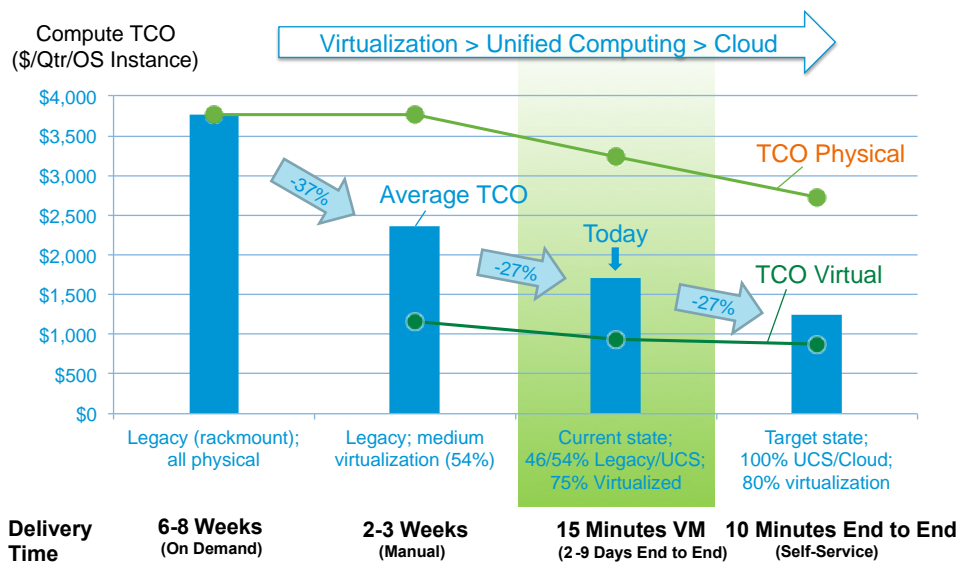 Compute TCO
($/Qtr/OS Instance)
Virtualization > Unified Computing > Cloud
$4,000
$3,500
$3,000
$2,500
$2,000
$1,500
$1,000
$500
$0
TCO Physical
-37%
Average TCO
Today
-27%
-27%
TCO Virtual
Legacy (rackmount);
all physical
Legacy; medium
virtualization (54%)
Current state;
46/54% Legacy/UCS;
75% Virtualized
Target state;
100% UCS/Cloud;
80% virtualization
Delivery
Time
6-8 Weeks
(On Demand)
2-3 Weeks
(Manual)
15 Minutes VM
(2 -9 Days End to End)
10 Minutes End to End
(Self-Service)